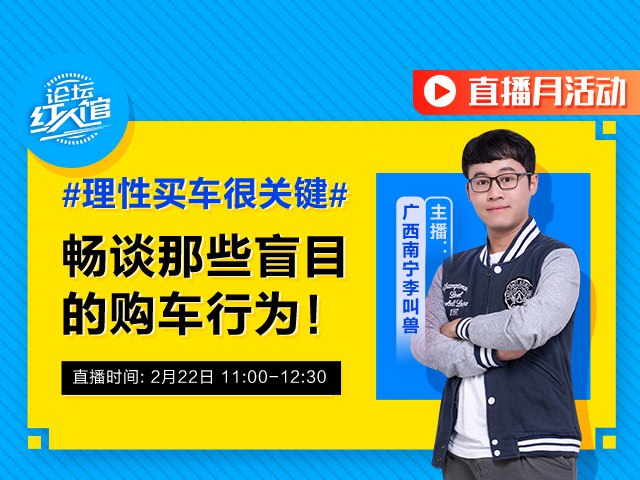 论坛
红人馆
直播月活动
#理性买车很关键#
畅谈那些盲目
的购车行为！
直播时间: 2月22日 11:00-12:30
主播：
广西南宁李叫兽